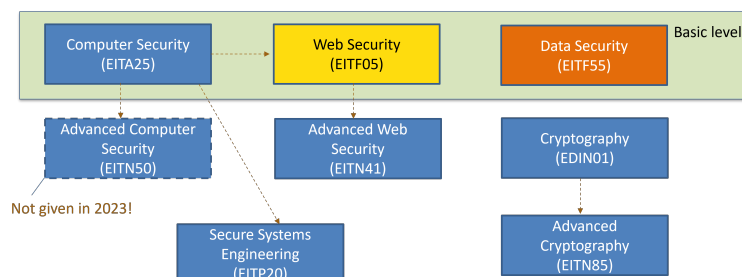 Basic level
Computer Security
(EITA25)
Web Security
(EITF05)
Data Security
(EITF55)
Advanced Computer
Security
(EITN50)
Advanced Web
Security
(EITN41)
Cryptography
(EDIN01)
Not given in 2023!
Secure Systems
Engineering
(EITP20)
Advanced
Cryptography
(EITN85)